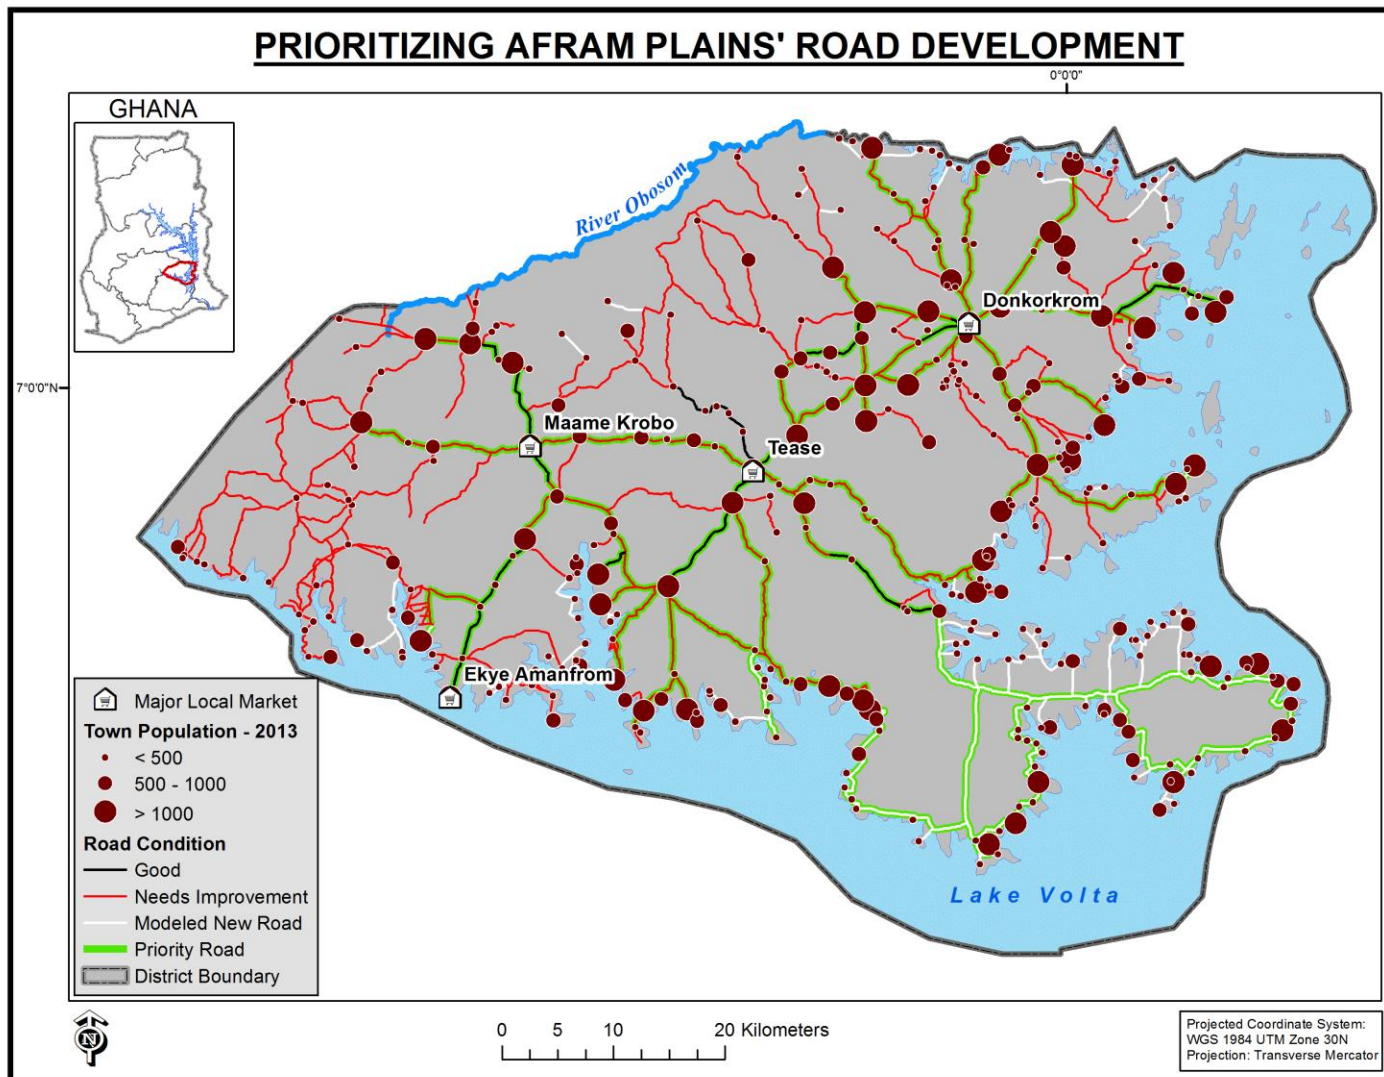 PRIORITIZING AFRAM PLAINS' ROAD DEVELOPMENT
0°0'0"
GHANA
River Obosom
Donkorkrom
7°0'0"N
Maame Krobo
Tease
Ekye Amanfrom
Major Local Market
Town Population - 2013
< 500
500 - 1000
> 1000
Road Condition
Good
Needs Improvement
Modeled New Road
Priority Road
District Boundary
Lake Volta
N
0 5 10 20 Kilometers
Projected Coordinate System:
WGS 1984 UTM Zone 30N
Projection: Transverse Mercator